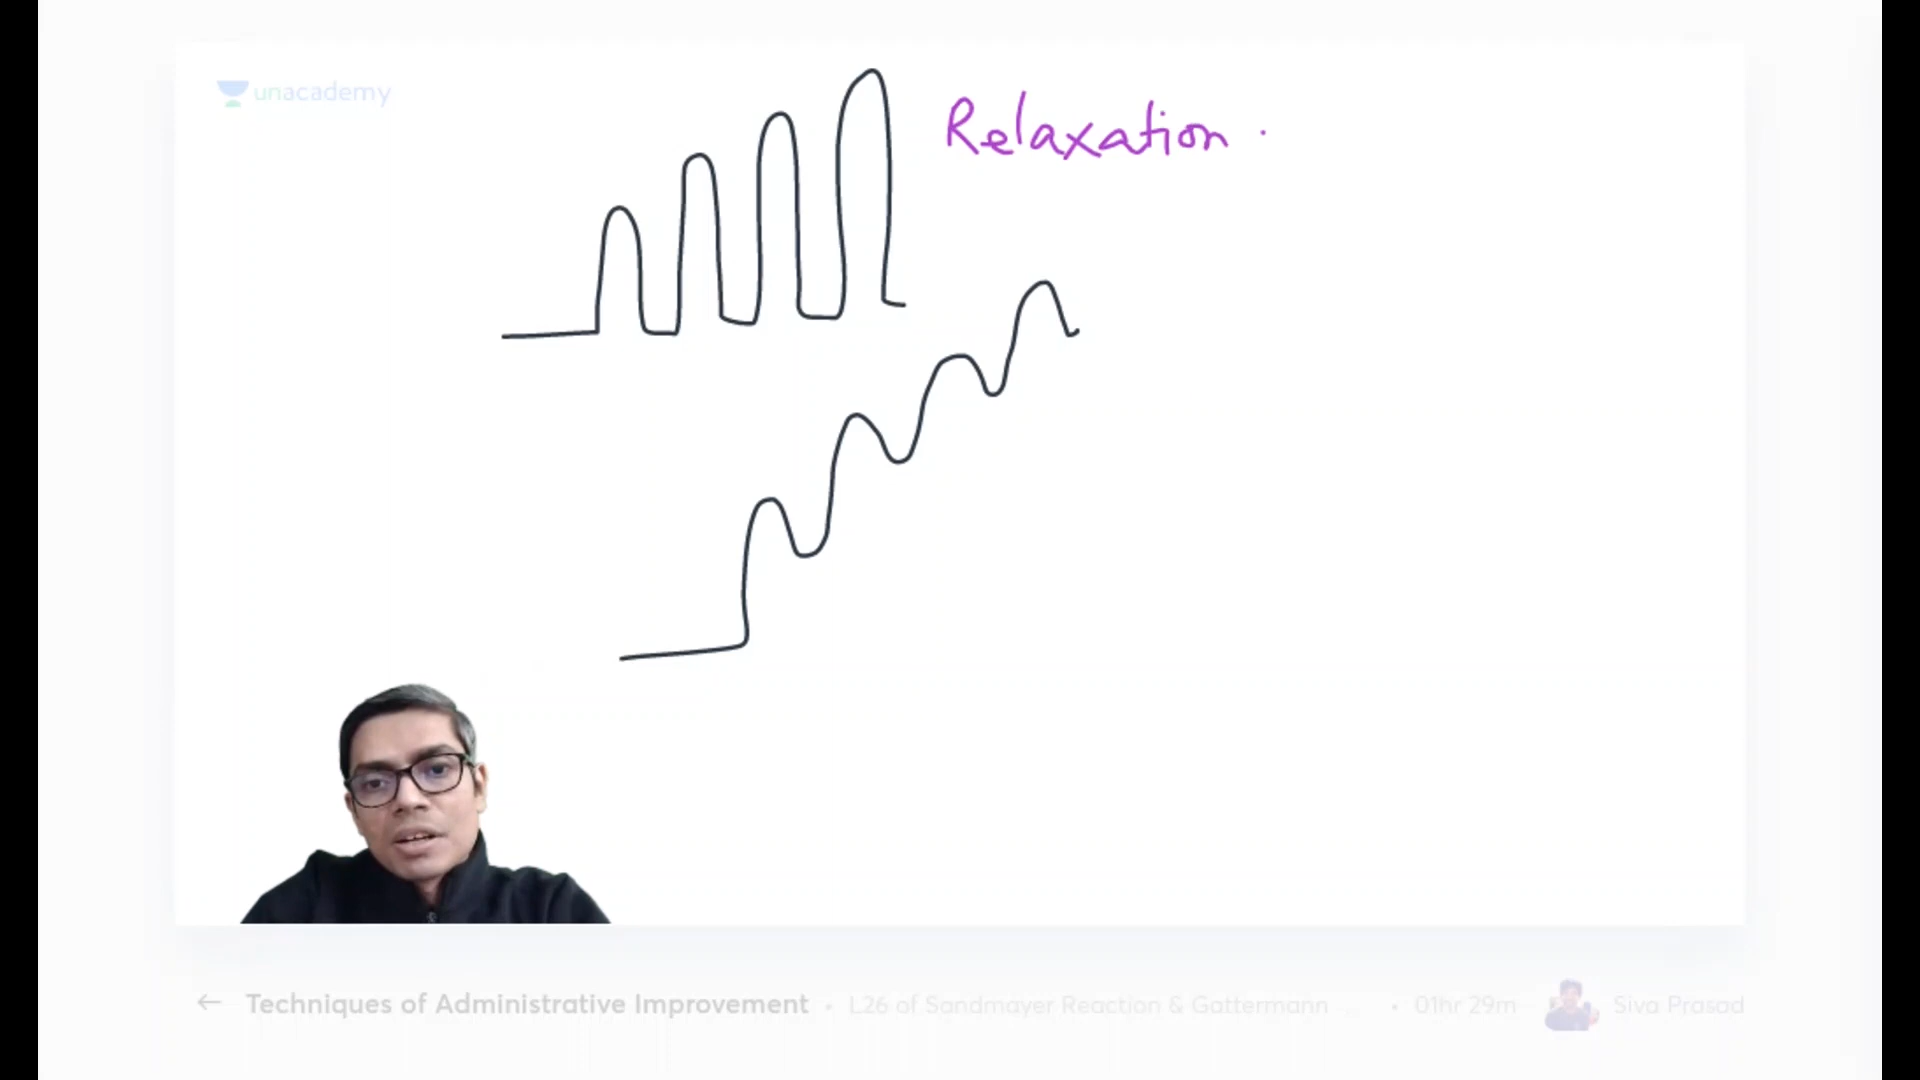 unacademy
Relaxation .
← Techniques of Administrative Improvement • L26 of Sandmayer Reaction & Gattermann ... • 01hr 29m Siva Prasad